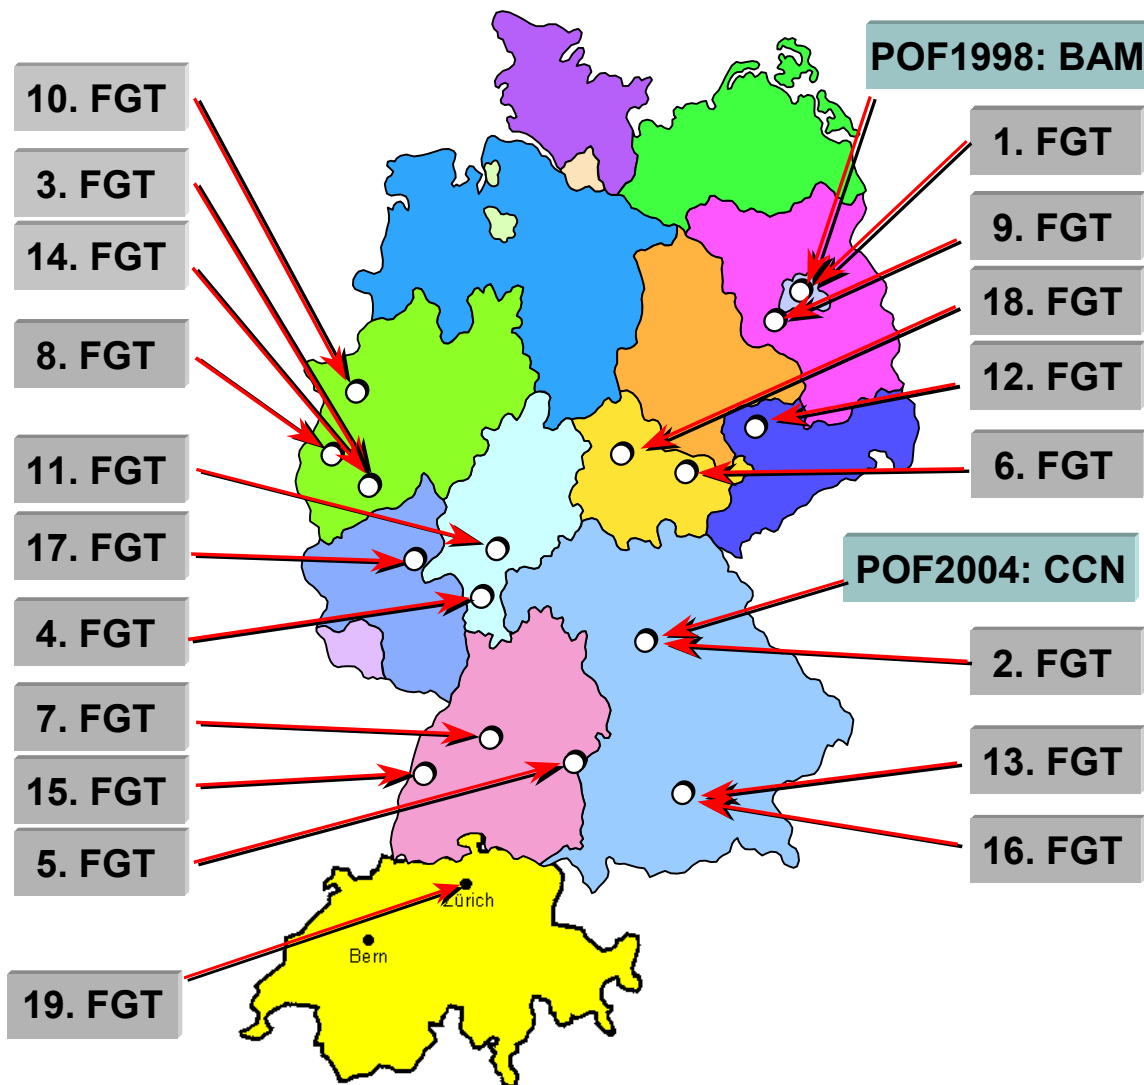 POF1998: BAM
10. FGT
1. FGT
3. FGT
9. FGT
14. FGT
18. FGT
8. FGT
12. FGT
11. FGT
6. FGT
17. FGT
POF2004: CCN
4. FGT
2. FGT
7. FGT
13. FGT
15. FGT
16. FGT
5. FGT
Zürich
Bern
19. FGT